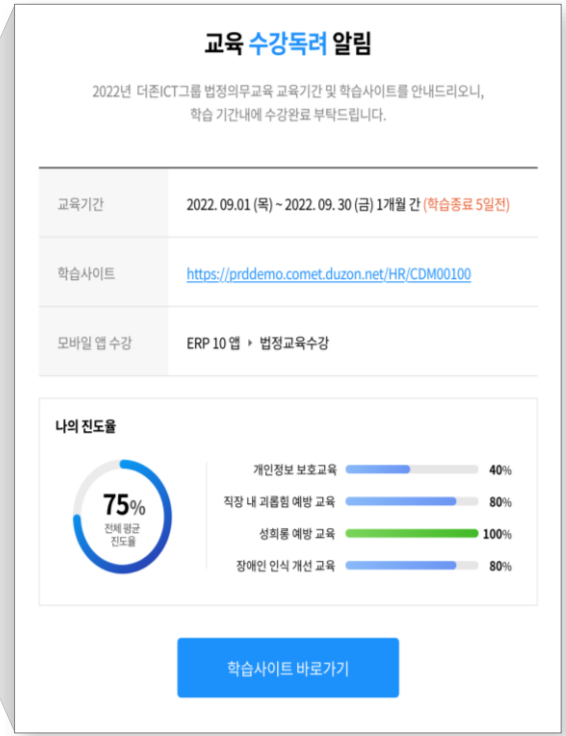 교육 수강독려 알림
2022년 더존ICT그룹 법정의무교육 교육기간 및 학습사이트를 안내드리오니,
학습 기간내에 수강완료 부탁드립니다.
교육기간 2022. 09.01 (목) ~ 2022. 09. 30 (금) 1개월 간 (학습종료 5일전)
학습사이트 https://prddemo.comet.duzon.net/HR/CDM00100
모바일 앱 수강 ERP 10 앱 ▸ 법정교육수강
나의 진도율
75%
전체 평균
진도율
개인정보 보호교육 40%
직장 내 괴롭힘 예방 교육 80%
성희롱 예방 교육 100%
장애인 인식 개선 교육 80%
학습사이트 바로가기